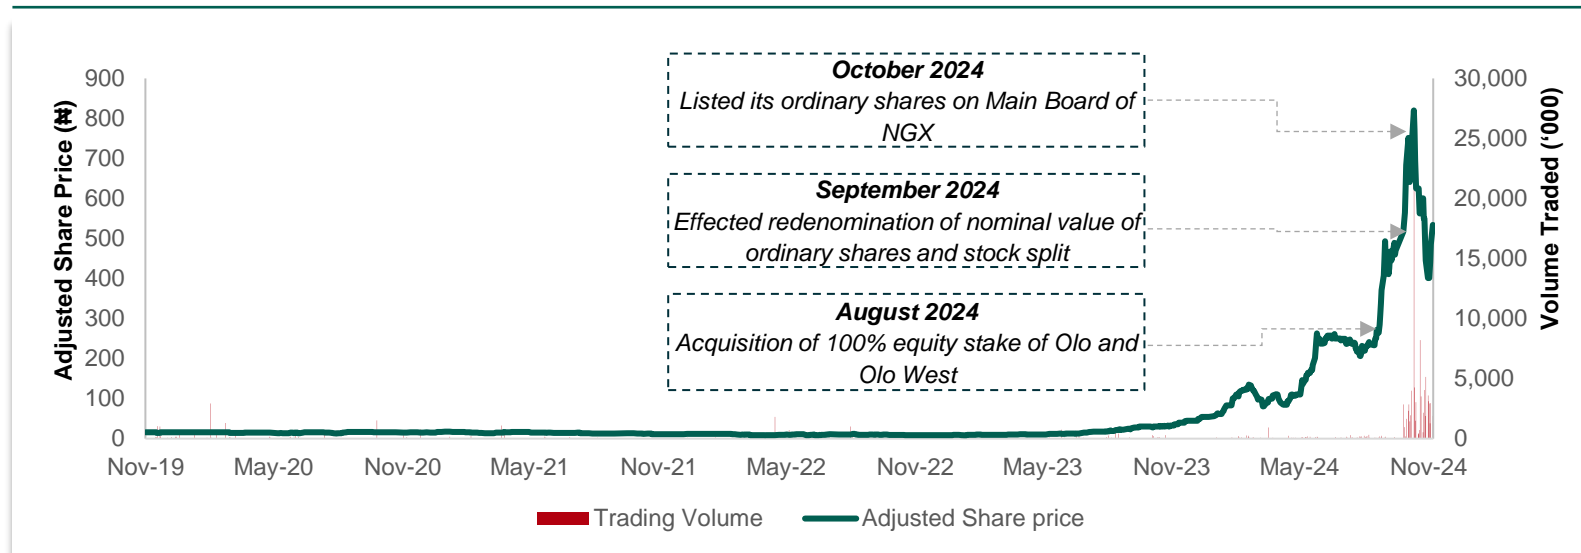 October 2024
Listed its ordinary shares on Main Board of
NGX
September 2024
Effected redenomination of nominal value of
ordinary shares and stock split
August 2024
Acquisition of 100% equity stake of Olo and
Olo West
Adjusted Share Price (₦)
900
800
700
600
500
400
300
200
100
0
30,000
25,000
20,000
15,000
10,000
5,000
0
Volume Traded (‘000)
Nov-19 May-20 Nov-20 May-21 Nov-21 May-22 Nov-22 May-23 Nov-23 May-24 Nov-24
Trading Volume Adjusted Share price